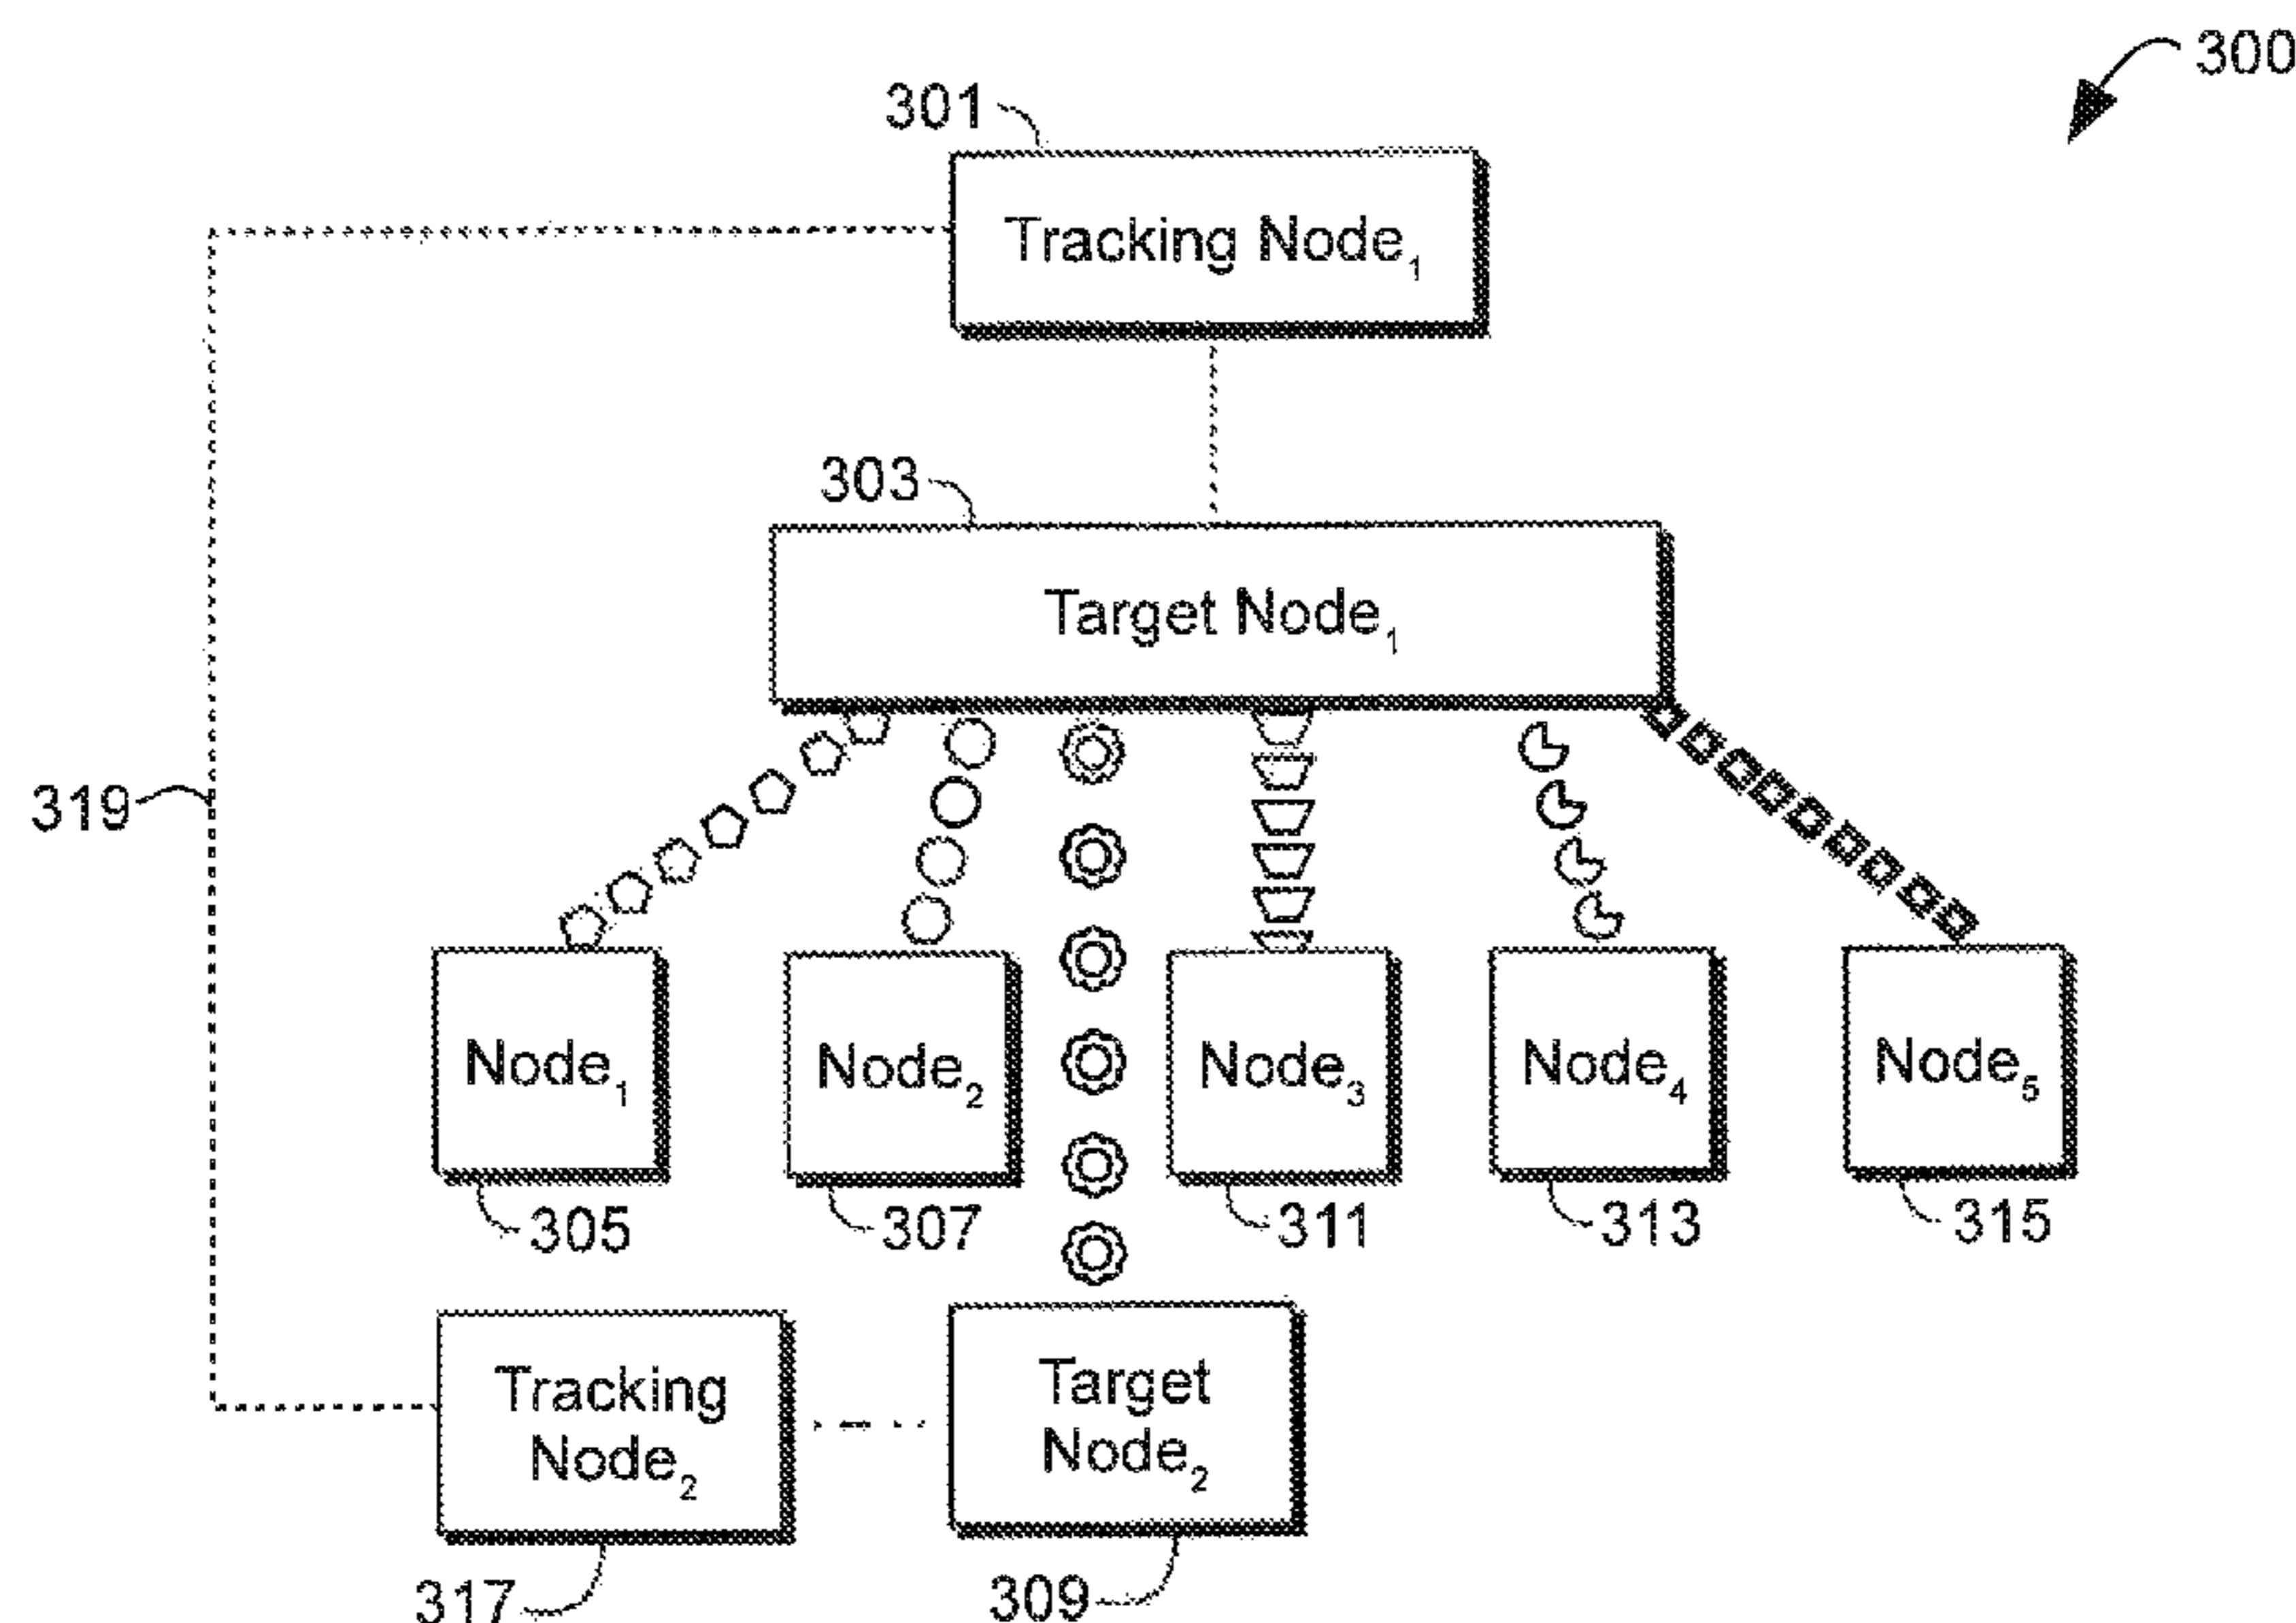 300
301
Tracking Node₁
303
Target Node₁
319
Node₁
Node₂
Node₃
Node₄
Node₅
305
307
311
313
315
Tracking
Node₂
Target
Node₂
317
309